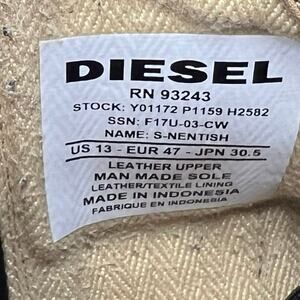 DIESEL
RN 93243
STOCK: Y01172 P1159 H2582
SSN: F17U-03-CW
NAME: S-NENTISH
US 13 - EUR 47 - JPN 30.5
LEATHER UPPER
MAN MADE SOLE
LEATHER/TEXTILE LINING
MADE IN INDONESIA
FABRIQUE EN INDONESIA